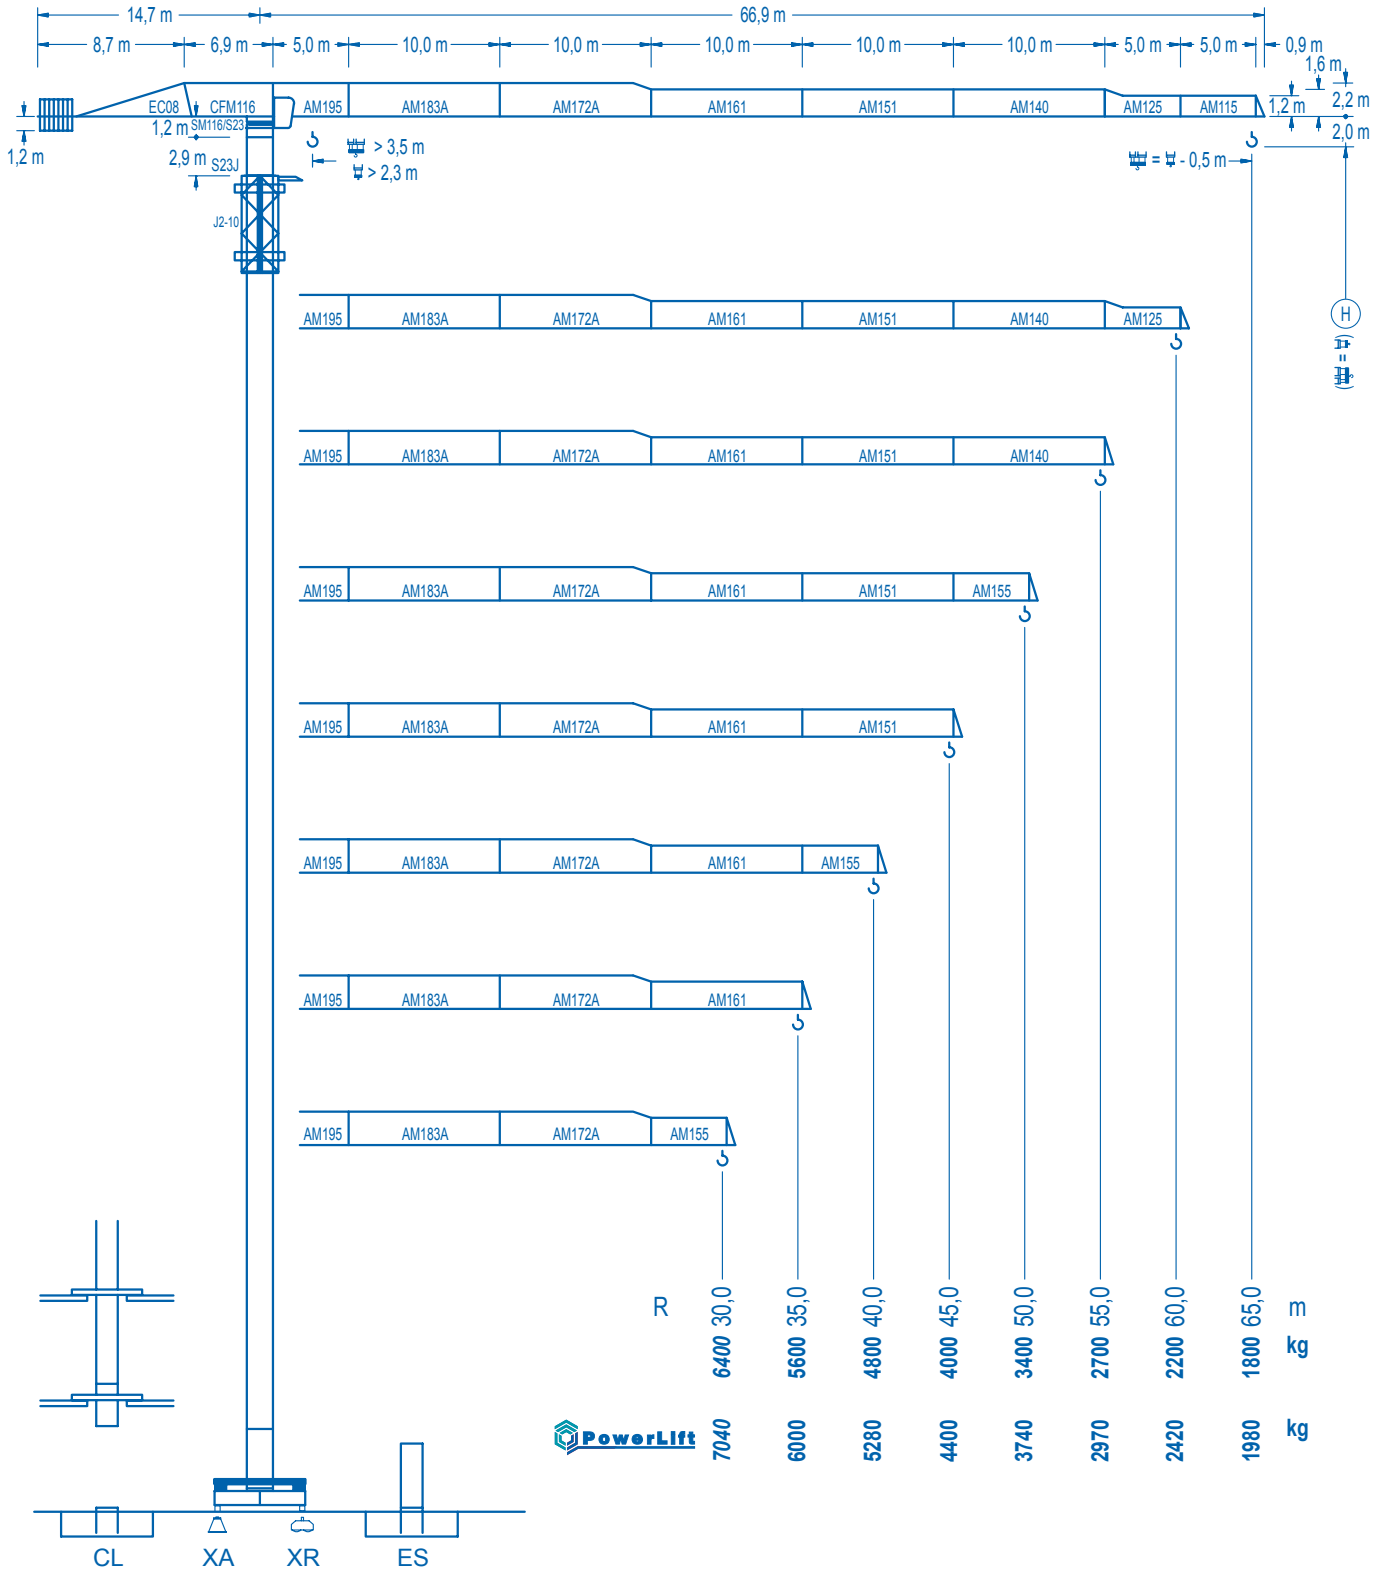 14,7 m 66,9 m
8,7 m 6,9 m 5,0 m 10,0 m 10,0 m 10,0 m 10,0 m 10,0 m 5,0 m 5,0 m 0,9 m
1,6 m
EC08 CFM116 AM195 AM183A AM172A AM161 AM151 AM140 AM125 AM115 1,2 m 2,2 m
1,2 m SM116/S23 2,0 m
1,2 m 2,9 m S23J > 3,5 m = - 0,5 m
> 2,3 m
J2-10
H
( = )
AM195 AM183A AM172A AM161 AM151 AM140 AM125
AM195 AM183A AM172A AM161 AM151 AM140
AM195 AM183A AM172A AM161 AM151 AM155
AM195 AM183A AM172A AM161 AM151
AM195 AM183A AM172A AM161 AM155
AM195 AM183A AM172A AM161
AM195 AM183A AM172A AM155
R 30,0 35,0 40,0 45,0 50,0 55,0 60,0 65,0 m
6400 5600 4800 4000 3400 2700 2200 1800 kg
PowerLift 7040 6000 5280 4400 3740 2970 2420 1980 kg
CL XA XR ES